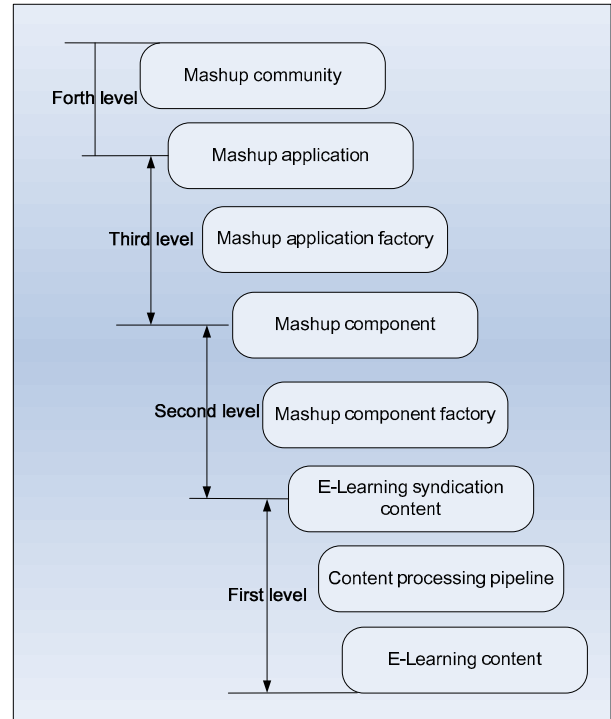 Mashup community
Forth level
Mashup application
Mashup application factory
Third level
Mashup component
Second level
Mashup component factory
E-Learning syndication
content
Content processing pipeline
First level
E-Learning content